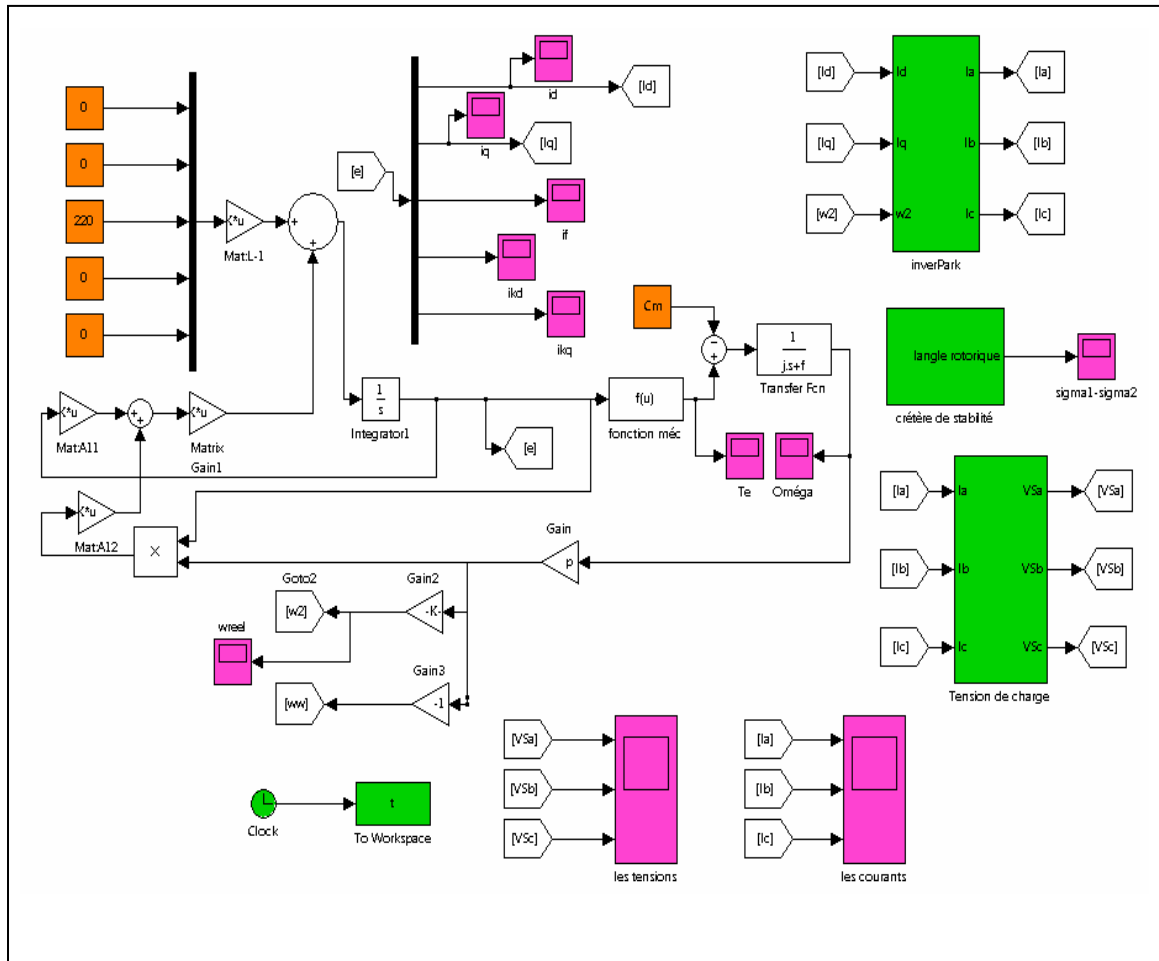 0
0
220
0
0
K*u
Mat:L-1
+
+
[e]
id
[Id]
iq
[Iq]
if
ikd
ikq
[Id]
[Iq]
[w2]
Id
Iq
w2
Ia
Ib
Ic
[Ia]
[Ib]
[Ic]
inverPark
langle rotorique
crétère de stabilité
sigma1-sigma2
K*u
Mat:A11
+
+
K*u
Matrix
Gain1
1
s
Integrator1
[e]
f(u)
fonction méc
Cm
−
+
1
j.s+f
Transfer Fcn
Te
Oméga
K*u
Mat:A12
X
Gain
p
Goto2
[w2]
Gain2
-K-
wreel
[ww]
Gain3
-1
[Ia]
[Ib]
[Ic]
Ia
Ib
Ic
VSa
VSb
VSc
[VSa]
[VSb]
[VSc]
Tension de charge
Clock
t
To Workspace
[VSa]
[VSb]
[VSc]
les tensions
[Ia]
[Ib]
[Ic]
les courants